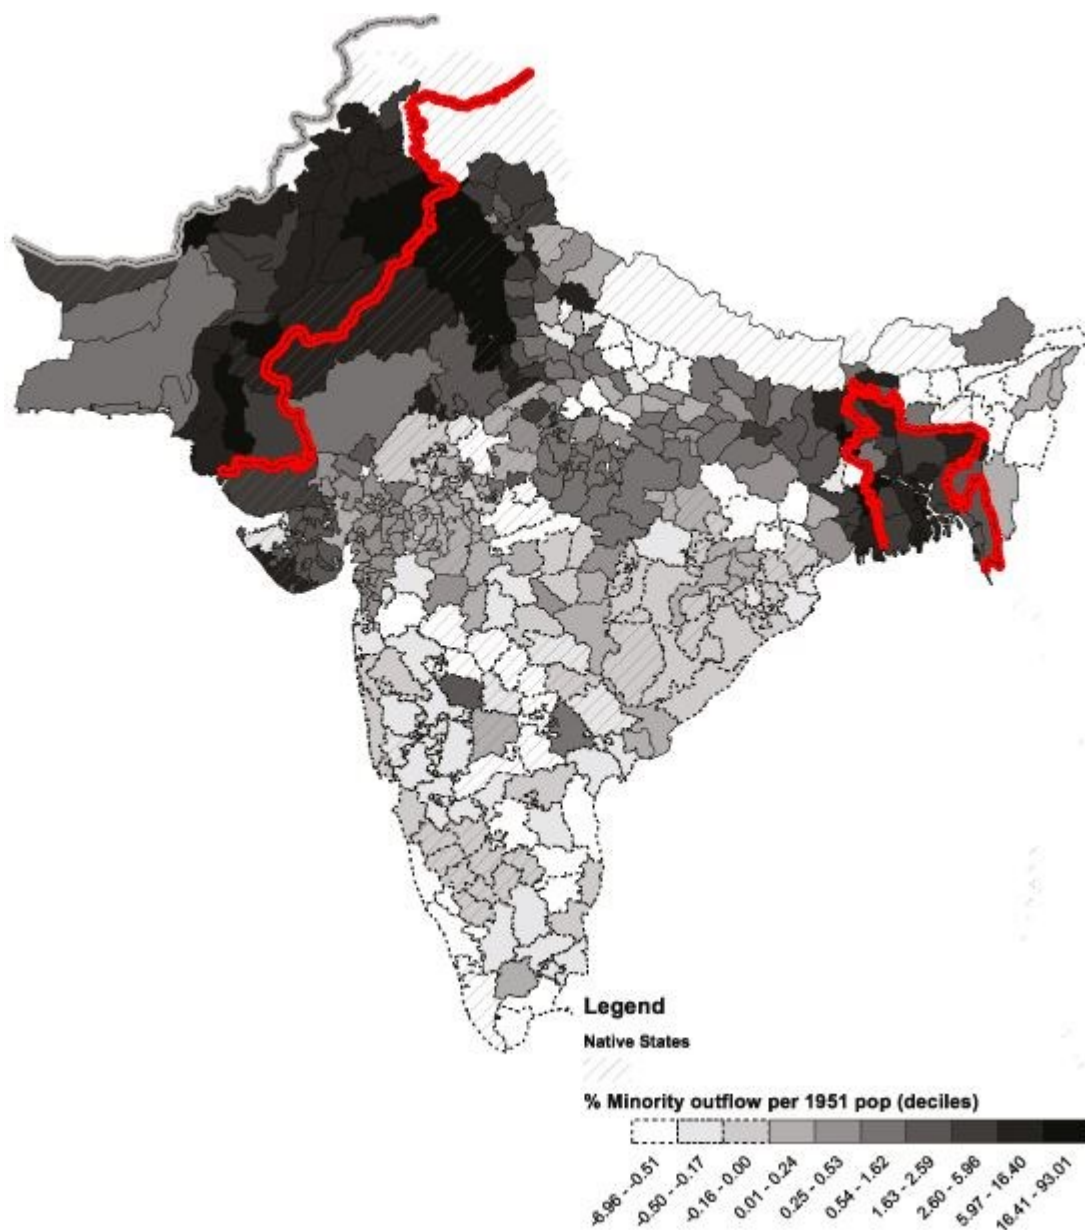 Legend
Native States
% Minority outflow per 1951 pop (deciles)
-6.96 - -0.51
-0.50 - -0.17
-0.16 - 0.00
0.01 - 0.24
0.25 - 0.53
0.54 - 1.62
1.63 - 2.59
2.60 - 5.96
5.97 - 16.40
16.41 - 93.01